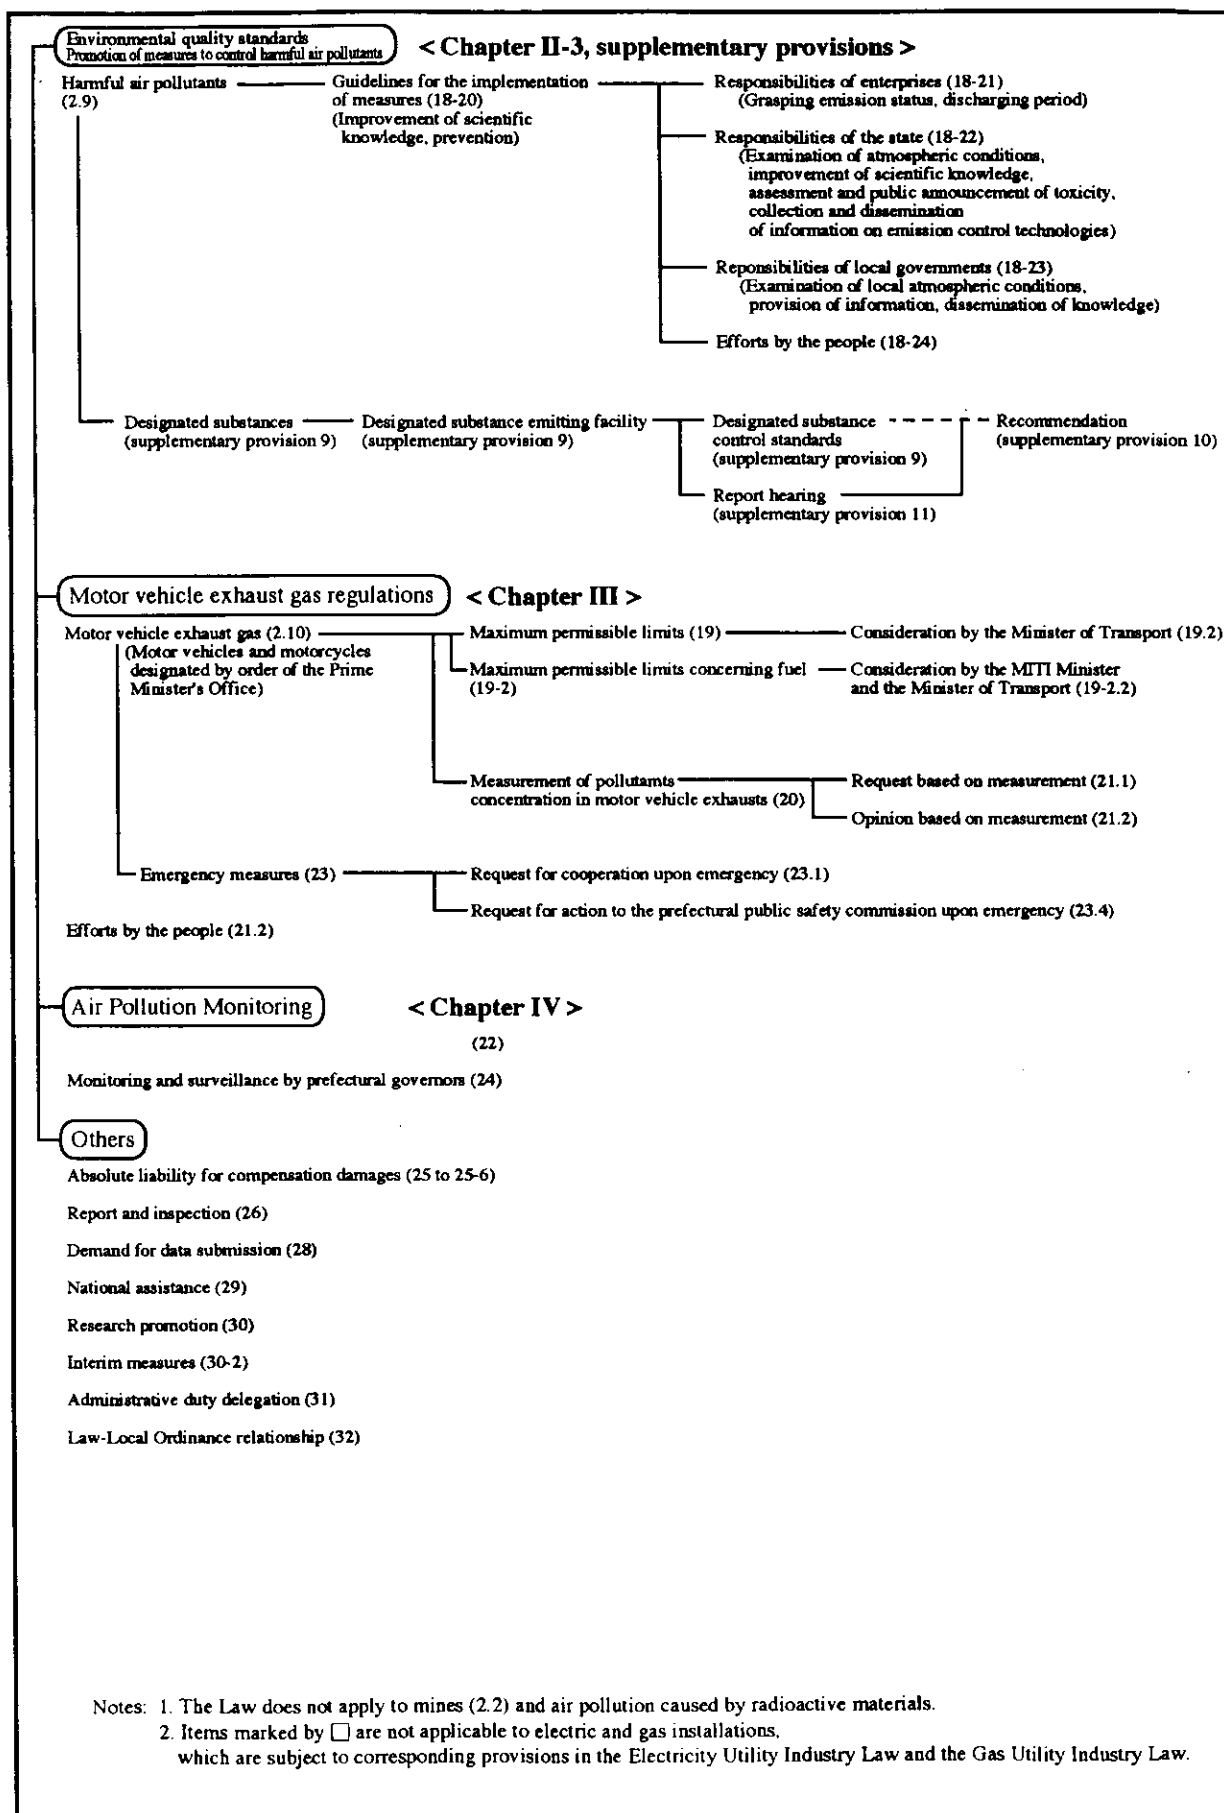 Environmental quality standards
Promotion of measures to control harmful air pollutants
< Chapter II-3, supplementary provisions >
Harmful air pollutants
(2.9)
Guidelines for the implementation
of measures (18-20)
(Improvement of scientific
knowledge, prevention)
Responsibilities of enterprises (18-21)
(Grasping emission status, discharging period)
Responsibilities of the state (18-22)
(Examination of atmospheric conditions,
improvement of scientific knowledge,
assessment and public announcement of toxicity,
collection and dissemination
of information on emission control technologies)
Reponsibilities of local governments (18-23)
(Examination of local atmospheric conditions,
provision of information, dissemination of knowledge)
Efforts by the people (18-24)
Designated substances
(supplementary provision 9)
Designated substance emitting facility
(supplementary provision 9)
Designated substance
control standards
(supplementary provision 9)
Recommendation
(supplementary provision 10)
Report hearing
(supplementary provision 11)
Motor vehicle exhaust gas regulations
< Chapter III >
Motor vehicle exhaust gas (2.10)
(Motor vehicles and motorcycles
designated by order of the Prime
Minister's Office)
Maximum permissible limits (19)
Consideration by the Minister of Transport (19.2)
Maximum permissible limits concerning fuel
(19-2)
Consideration by the MITI Minister
and the Minister of Transport (19-2.2)
Measurement of pollutamts
concentration in motor vehicle exhausts (20)
Request based on measurement (21.1)
Opinion based on measurement (21.2)
Emergency measures (23)
Request for cooperation upon emergency (23.1)
Request for action to the prefectural public safety commission upon emergency (23.4)
Efforts by the people (21.2)
Air Pollution Monitoring
< Chapter IV >
(22)
Monitoring and surveillance by prefectural governors (24)
Others
Absolute liability for compensation damages (25 to 25-6)
Report and inspection (26)
Demand for data submission (28)
National assistance (29)
Research promotion (30)
Interim measures (30-2)
Administrative duty delegation (31)
Law-Local Ordinance relationship (32)
Notes: 1. The Law does not apply to mines (2.2) and air pollution caused by radioactive materials.
2. Items marked by □ are not applicable to electric and gas installations,
which are subject to corresponding provisions in the Electricity Utility Industry Law and the Gas Utility Industry Law.